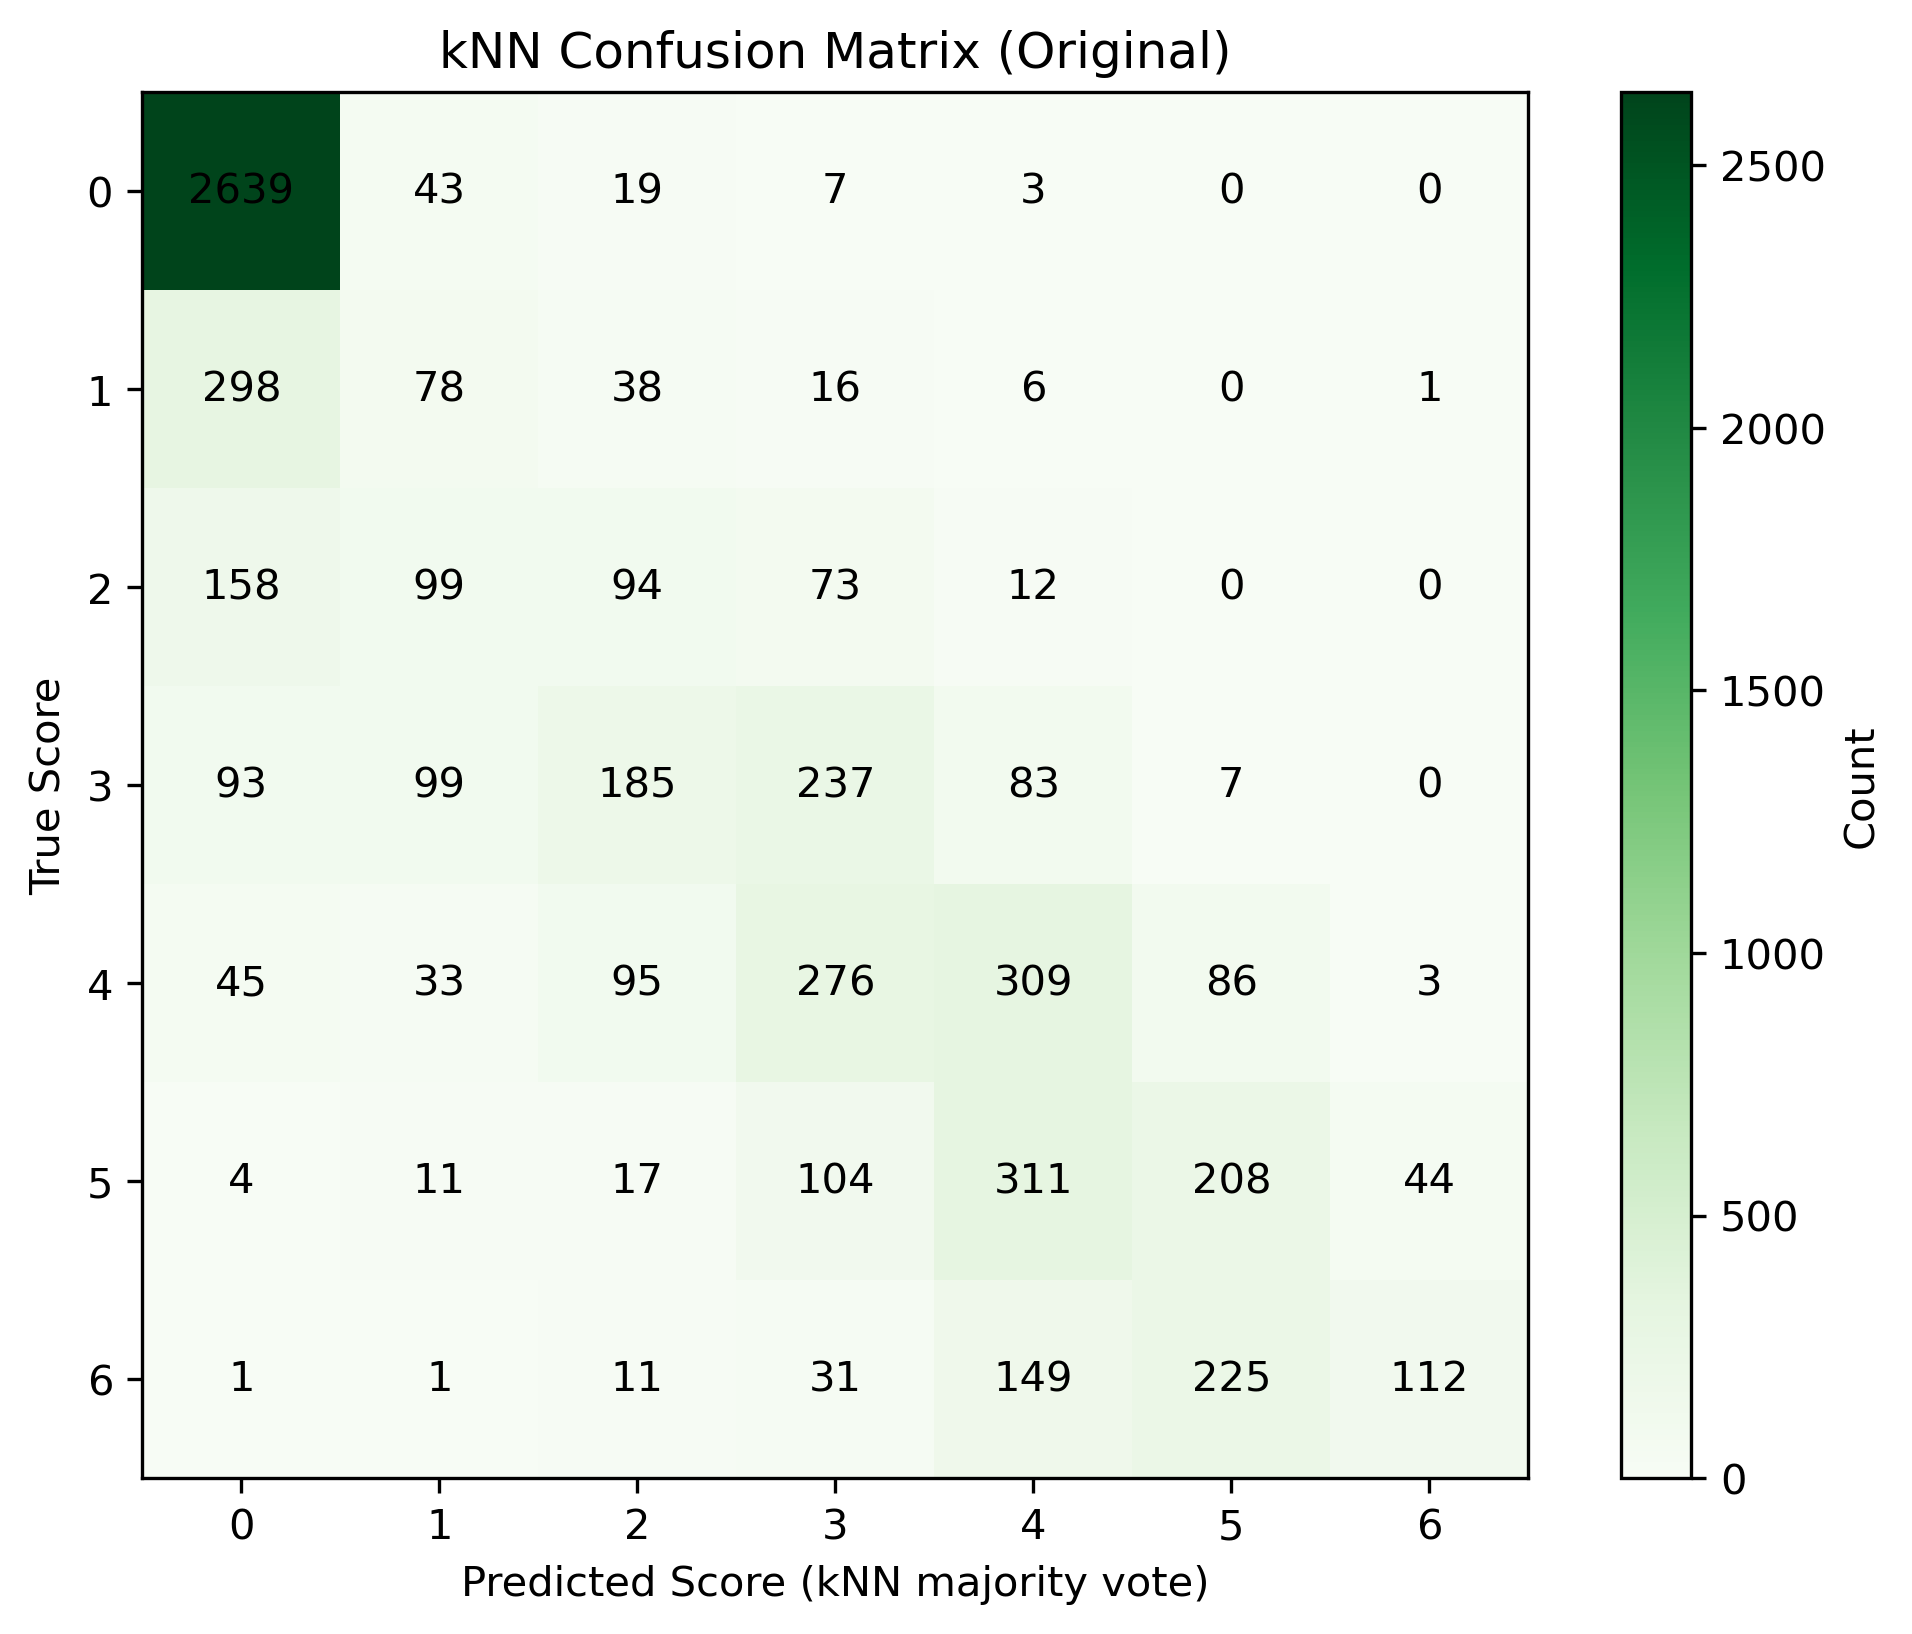 kNN Confusion Matrix (Original)
0 2639 43 19 7 3 0 0
1 298 78 38 16 6 0 1
2 158 99 94 73 12 0 0
3 93 99 185 237 83 7 0
4 45 33 95 276 309 86 3
5 4 11 17 104 311 208 44
6 1 1 11 31 149 225 112
0 1 2 3 4 5 6
Predicted Score (kNN majority vote)
True Score
2500
2000
1500
1000
500
0
Count